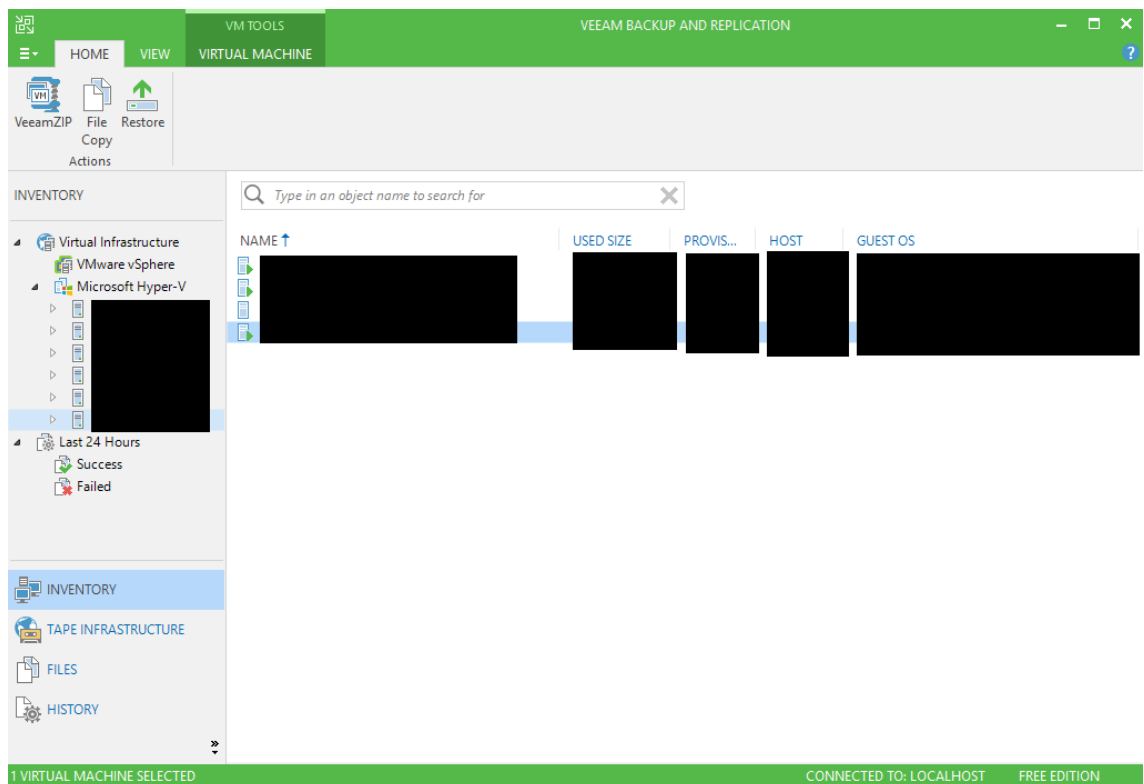 VM TOOLS
VEEAM BACKUP AND REPLICATION
HOME
VIEW
VIRTUAL MACHINE
?
VM
VeeamZIP
File Copy
Restore
Actions
INVENTORY
Type in an object name to search for
Virtual Infrastructure
VMware vSphere
Microsoft Hyper-V
Last 24 Hours
Success
Failed
NAME
USED SIZE
PROVIS...
HOST
GUEST OS
INVENTORY
TAPE INFRASTRUCTURE
FILES
HISTORY
1 VIRTUAL MACHINE SELECTED
CONNECTED TO: LOCALHOST
FREE EDITION